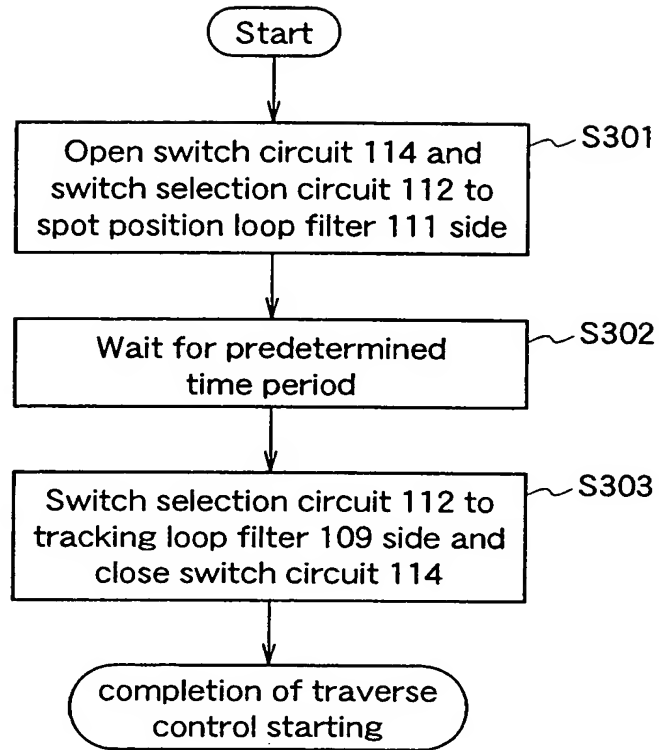 Start
Open switch circuit 114 and
switch selection circuit 112 to
spot position loop filter 111 side
S301
Wait for predetermined
time period
S302
Switch selection circuit 112 to
tracking loop filter 109 side and
close switch circuit 114
S303
completion of traverse
control starting